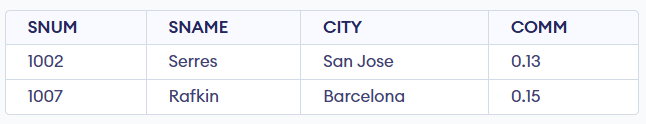 SNUM SNAME CITY COMM
1002 Serres San Jose 0.13
1007 Rafkin Barcelona 0.15